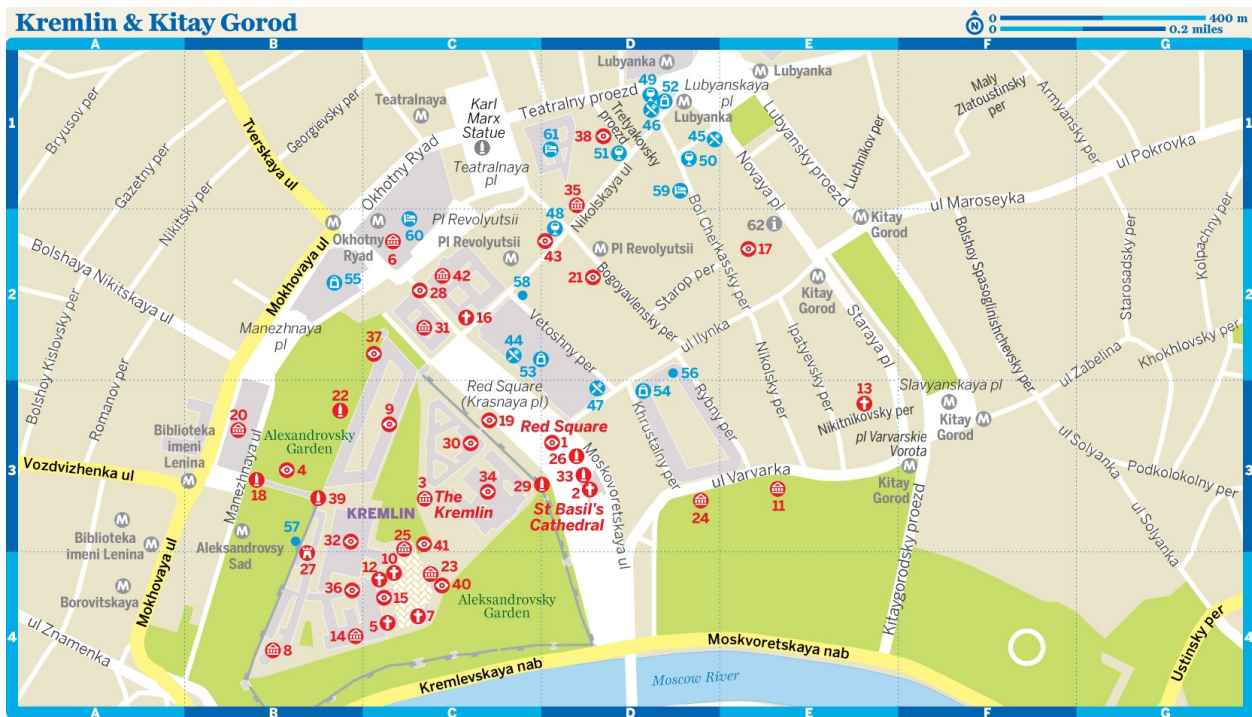 Kremlin & Kitay Gorod
N
0
400 m
0
0.2 miles
A
B
C
D
E
F
G
1
2
3
4
1
2
3
4
Lubyanka
Lubyanka
49
52
Lubyanskaya
pl
Lubyanka
46
45
50
51
Teatralny proezd
Tretyakovsky
proezd
38
61
Teatralnaya
Karl
Marx
Statue
Teatralnaya
pl
Maly
Zlatoustinsky
per
Armyansky per
Lubyansky proezd
Luchnikov per
ul Pokrovka
Bryusov per
Georgievsky per
Tverskaya ul
Gazetny per
Nikitsky per
Okhotny Ryad
35
Nikolskaya ul
59
Novaya pl
ul Maroseyka
62
Kitay
Gorod
17
Okhotny
Ryad
60
6
Pl Revolyutsii
Pl Revolyutsii
48
43
Pl Revolyutsii
21
Bogoyavlensky per
Starop per
Bol Cherkassky per
Kitay
Gorod
Staraya pl
Bolshoy Spasoglinishchevsky per
Starosadsky per
Kolpachny per
Bolshaya Nikitskaya ul
Mokhovaya ul
55
42
28
58
16
31
Manezhnaya
pl
Vetoshny per
44
53
ul Ilynka
56
Nikolsky per
Ipatyevsky per
Bolshoy Kislovsky per
Romanov per
37
ul Zabelina
Khokhlovsky per
22
9
Red Square
(Krasnaya pl)
47
54
Khrustalny per
Rybny per
13
Nikitnikovsky per
Slavyanskaya pl
Kitay
Gorod
pl Varvarskie
Vorota
Kitay
Gorod
20
Biblioteka
imeni
Lenina
Alexandrovsky
Garden
19
30
Red Square
1
26
33
2
St Basil's
Cathedral
29
34
Moskvoretskaya ul
ul Varvarka
24
11
ul Solyanka
Podkolokolny per
ul Solyanka
Vozdvizhenka ul
Manezhnaya ul
4
18
39
3
The
Kremlin
KREMLIN
57
Aleksandrovsy
Sad
Biblioteka
imeni Lenina
27
32
25
41
10
12
23
40
36
15
7
5
14
8
Aleksandrovsky
Garden
Borovitskaya
Mokhovaya ul
ul Znamenka
Kitaygorodsky proezd
Kremlevskaya nab
Moskvoretskaya nab
Moscow River
Ustinsky per
A
B
C
D
E
F
G